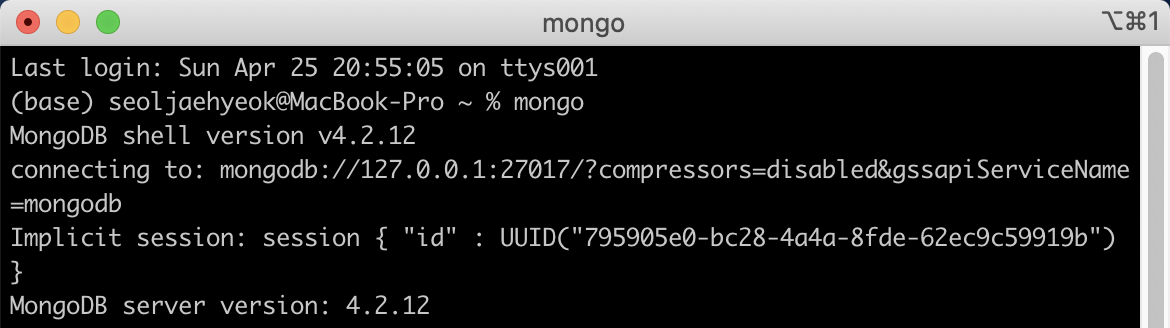 mongo
⌥⌘1
Last login: Sun Apr 25 20:55:05 on ttys001
(base) seoljaehyeok@MacBook-Pro ~ % mongo
MongoDB shell version v4.2.12
connecting to: mongodb://127.0.0.1:27017/?compressors=disabled&gssapiServiceName
=mongodb
Implicit session: session { "id" : UUID("795905e0-bc28-4a4a-8fde-62ec9c59919b")
}
MongoDB server version: 4.2.12